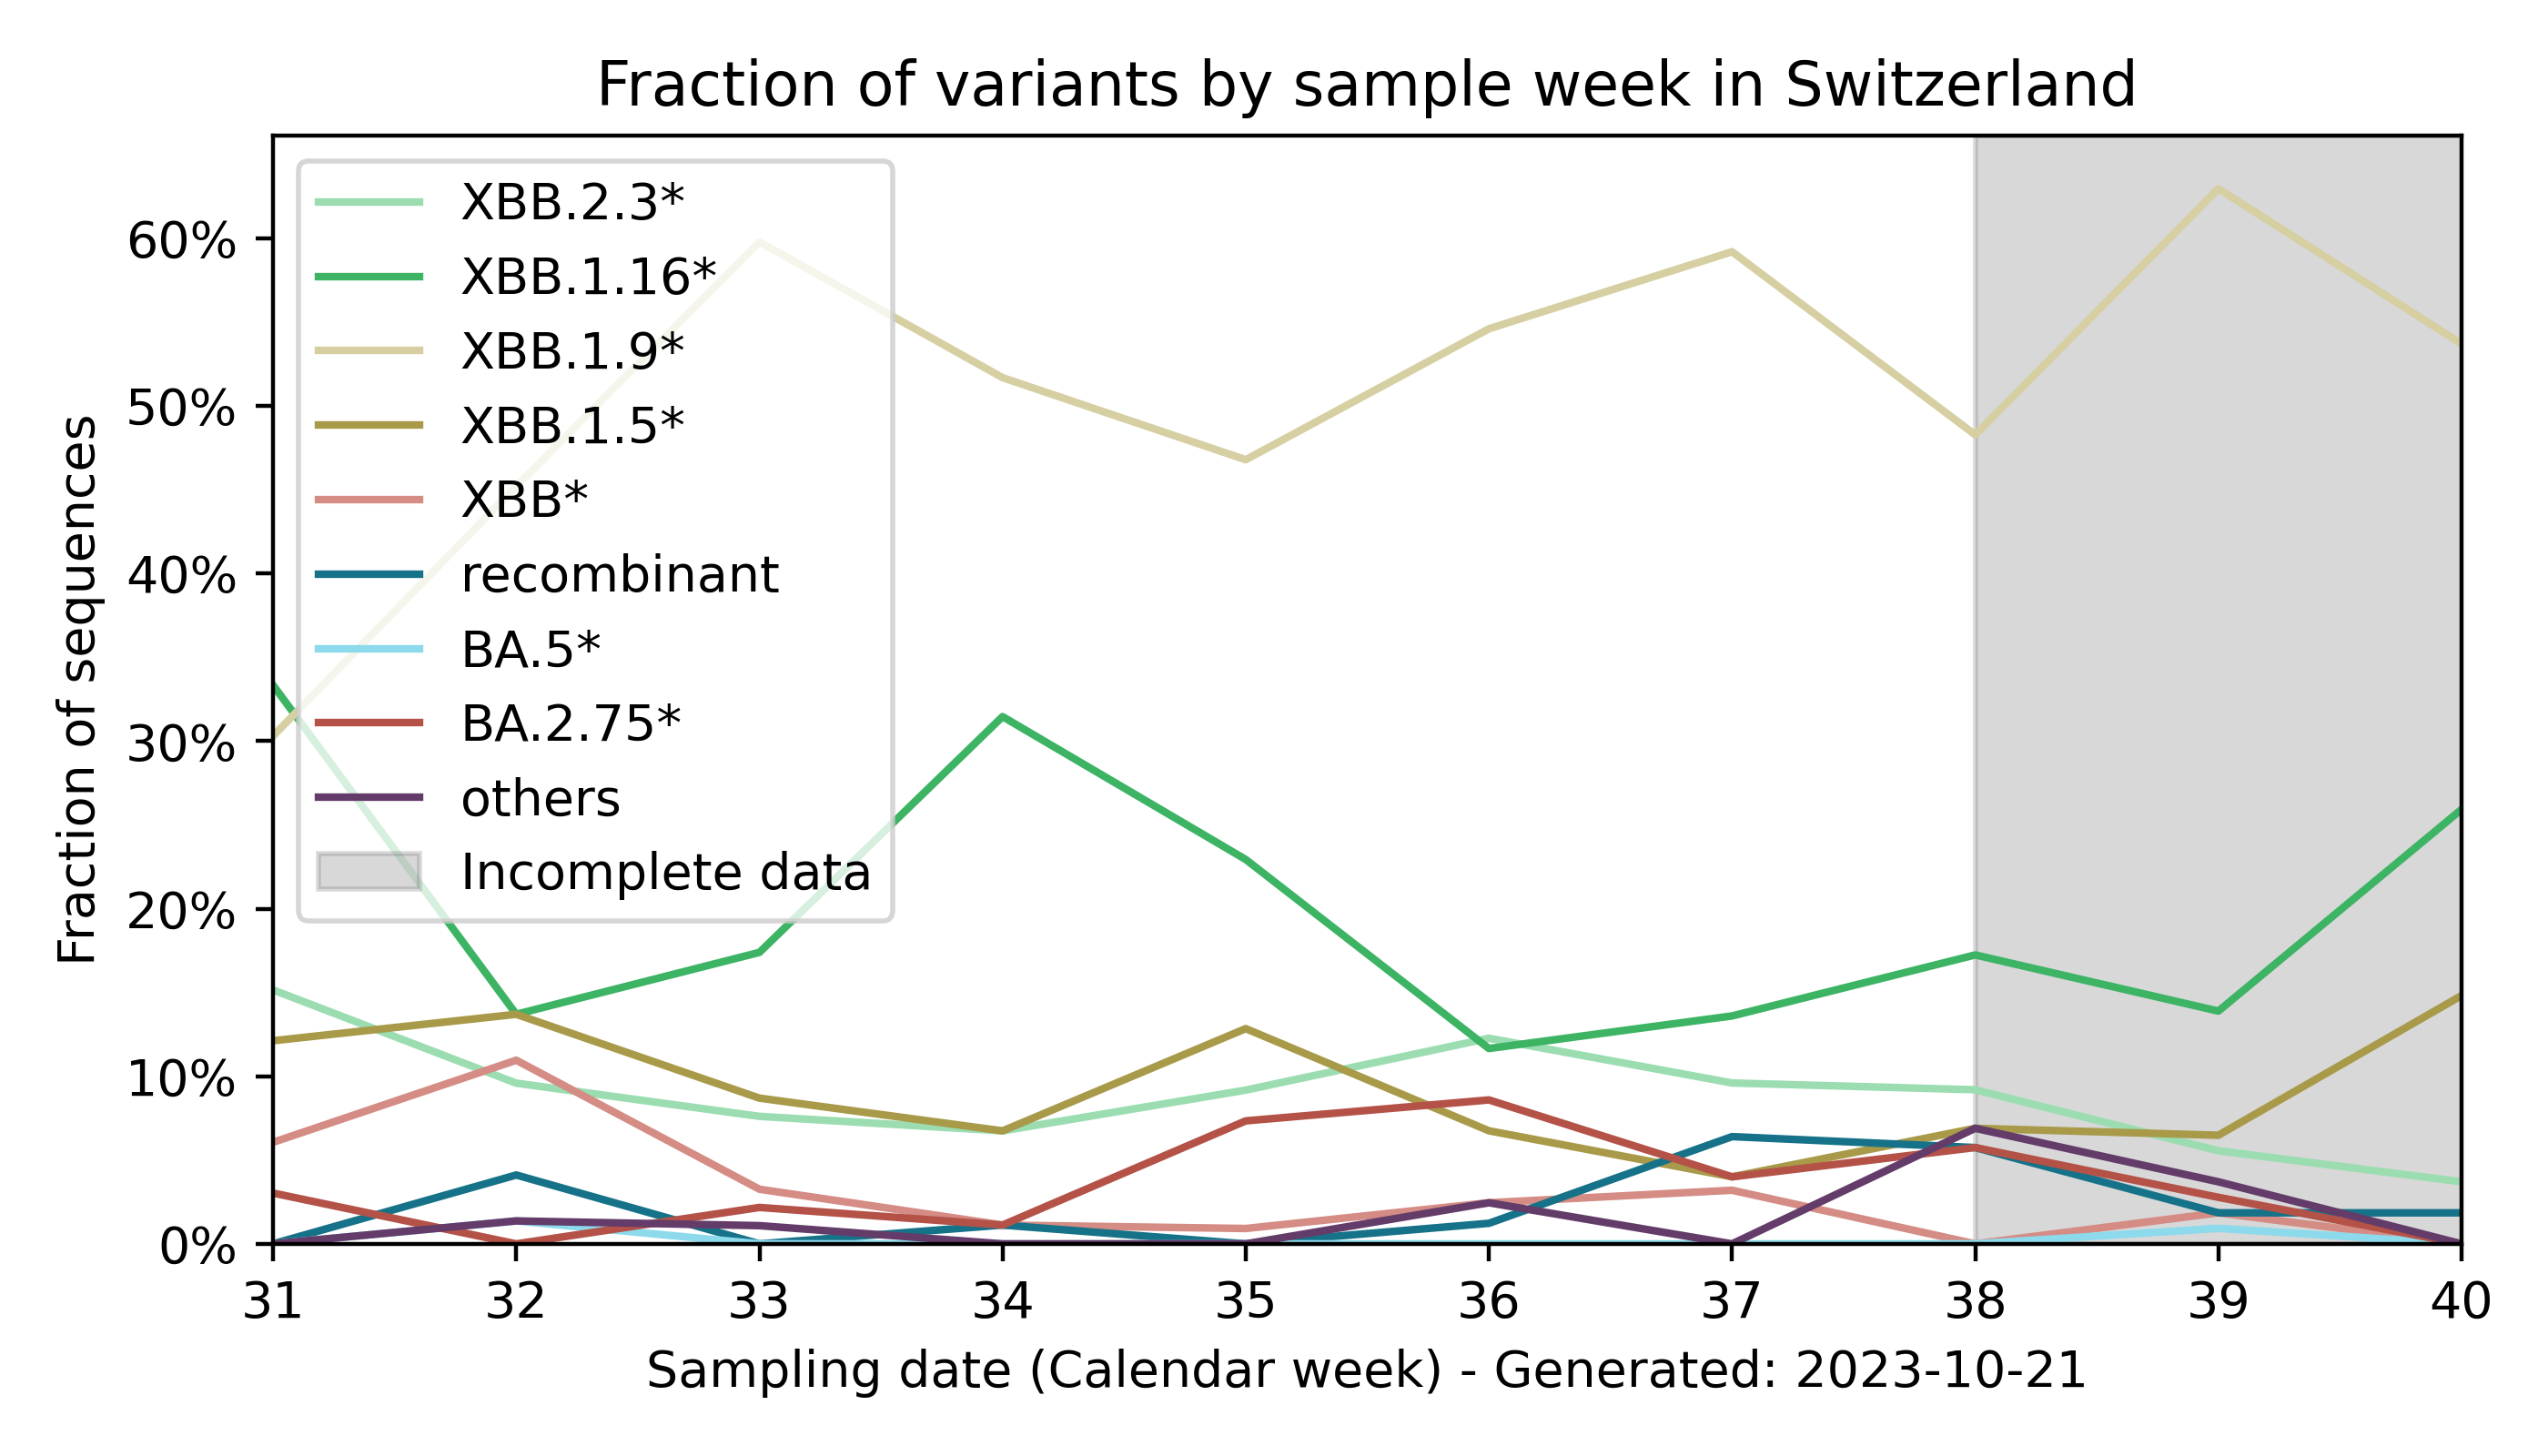 Fraction of variants by sample week in Switzerland
Fraction of sequences
60%
50%
40%
30%
20%
10%
0%
XBB.2.3*
XBB.1.16*
XBB.1.9*
XBB.1.5*
XBB*
recombinant
BA.5*
BA.2.75*
others
Incomplete data
31 32 33 34 35 36 37 38 39 40
Sampling date (Calendar week) - Generated: 2023-10-21